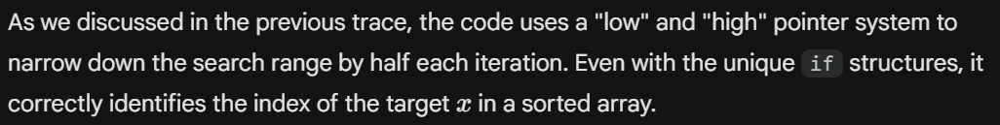 As we discussed in the previous trace, the code uses a "low" and "high" pointer system to
narrow down the search range by half each iteration. Even with the unique if structures, it
correctly identifies the index of the target x in a sorted array.